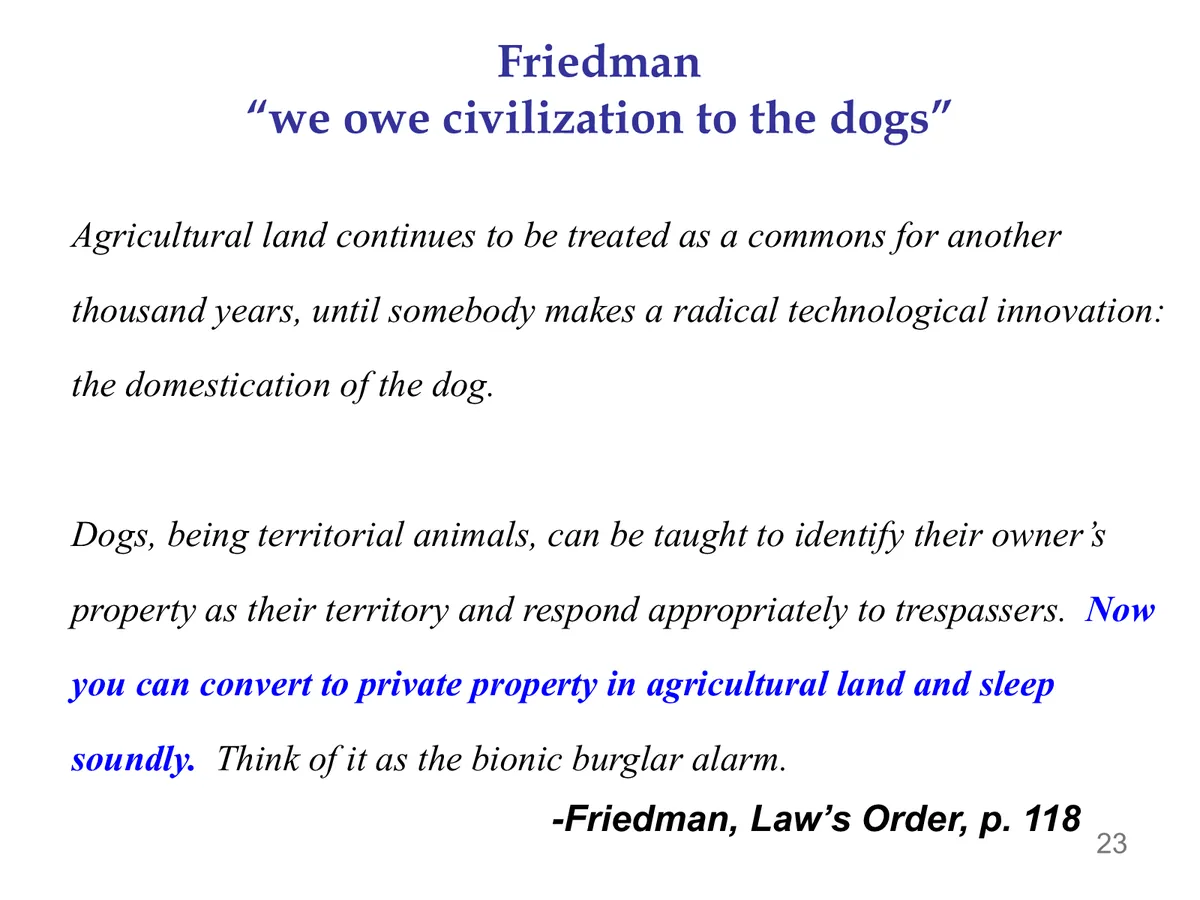 Friedman
“we owe civilization to the dogs”
Agricultural land continues to be treated as a commons for another
thousand years, until somebody makes a radical technological innovation:
the domestication of the dog.
Dogs, being territorial animals, can be taught to identify their owner’s
property as their territory and respond appropriately to trespassers.  Now
you can convert to private property in agricultural land and sleep
soundly.  Think of it as the bionic burglar alarm.
-Friedman, Law’s Order, p. 118
23